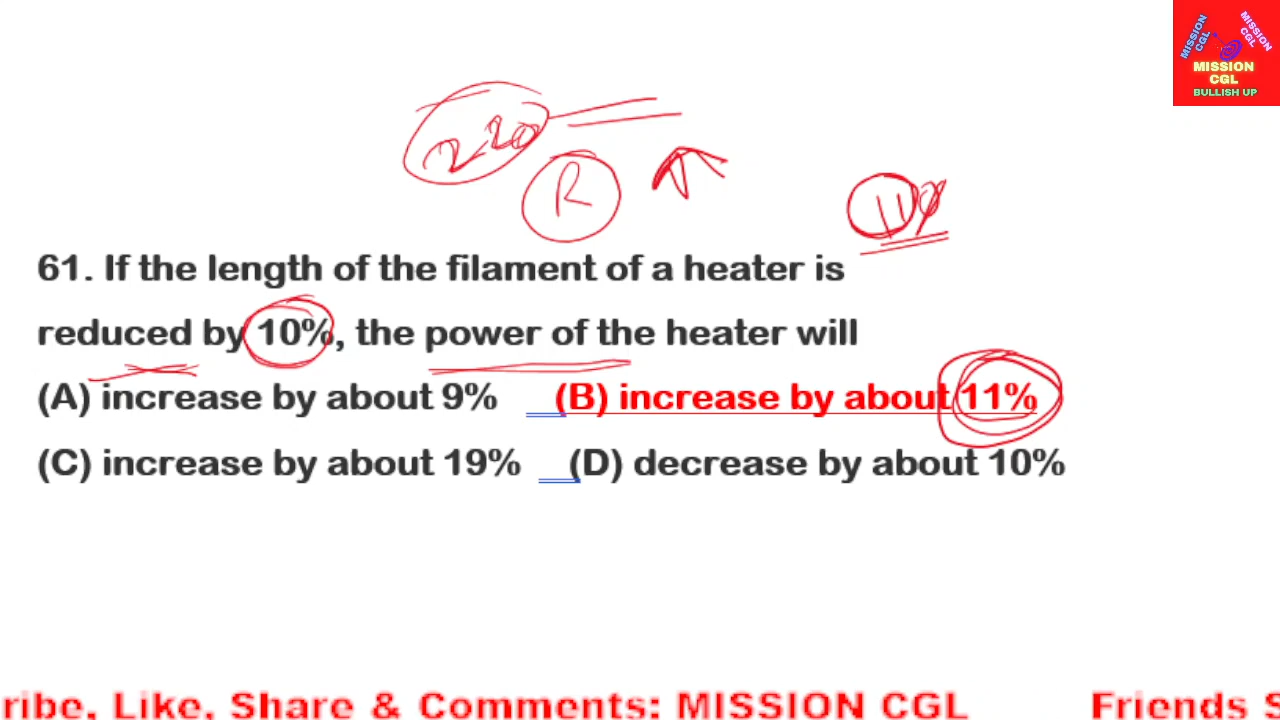 MISSION
CGL
MISSION
CGL
MISSION
CGL
BULLISH UP
220
R
11%
61. If the length of the filament of a heater is
reduced by 10%, the power of the heater will
(A) increase by about 9% (B) increase by about 11%
(C) increase by about 19% (D) decrease by about 10%
ribe, Like, Share & Comments: MISSION CGL Friends S